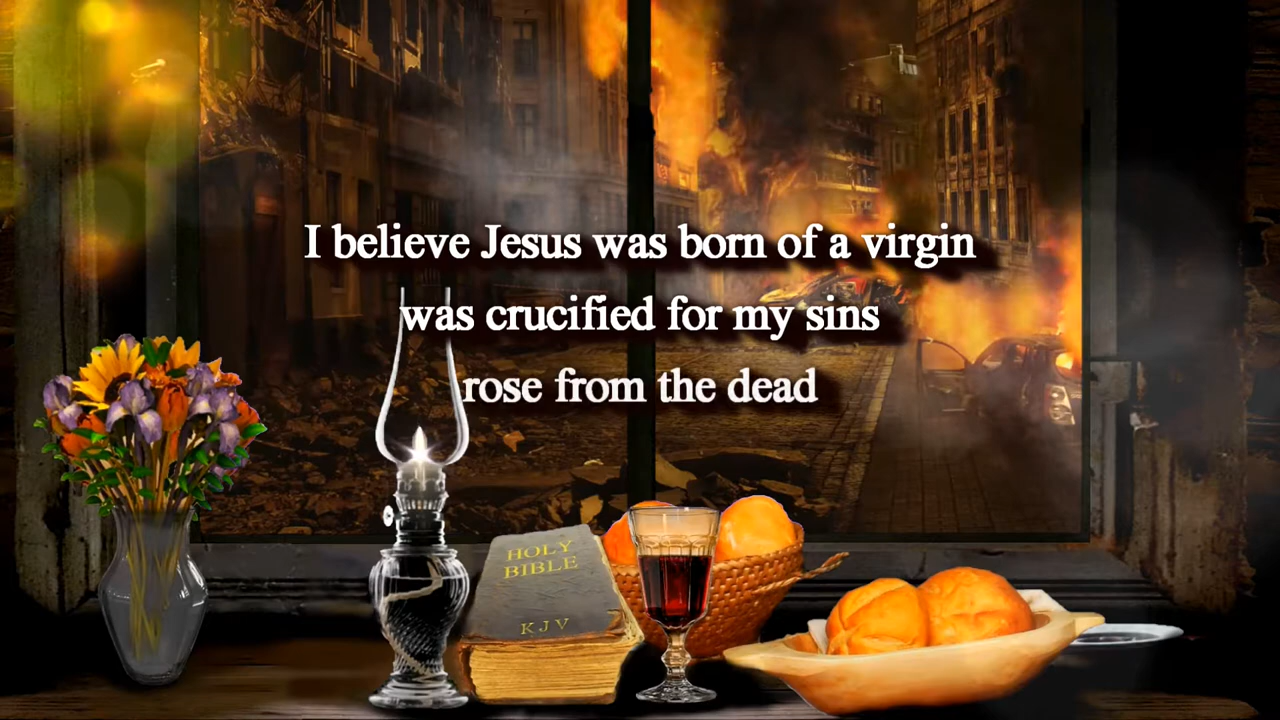 I believe Jesus was born of a virgin
was crucified for my sins
rose from the dead
HOLY
BIBLE
KJV